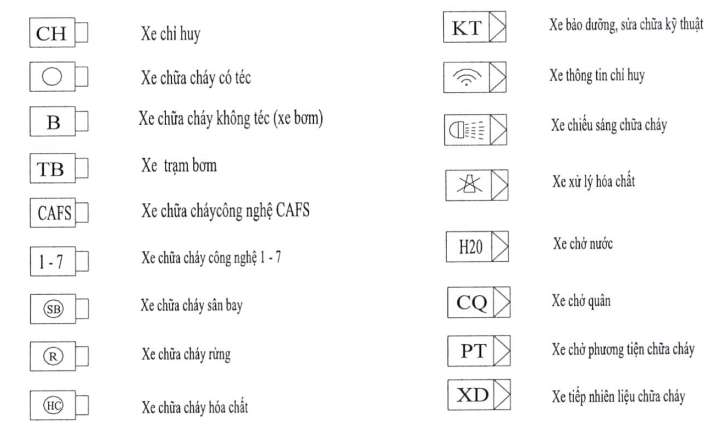 CH Xe chỉ huy
Xe chữa cháy có téc
B Xe chữa cháy không téc (xe bơm)
TB Xe trạm bơm
CAFS Xe chữa cháycông nghệ CAFS
1 - 7 Xe chữa cháy công nghệ 1 - 7
SB Xe chữa cháy sân bay
R Xe chữa cháy rừng
HC Xe chữa cháy hóa chất
KT Xe bảo dưỡng, sửa chữa kỹ thuật
Xe thông tin chỉ huy
Xe chiếu sáng chữa cháy
Xe xử lý hóa chất
H20 Xe chở nước
CQ Xe chở quân
PT Xe chở phương tiện chữa cháy
XD Xe tiếp nhiên liệu chữa cháy